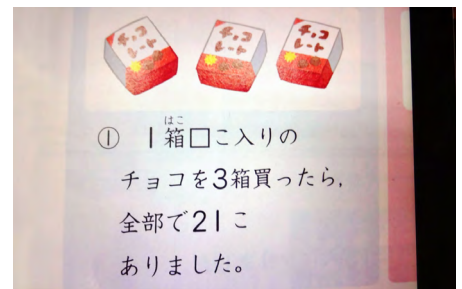 チョコ
レート
チョコ
レート
チョコ
レート
① 1箱□こ入りの
はこ
チョコを3箱買ったら,
全部で21こ
ありました。